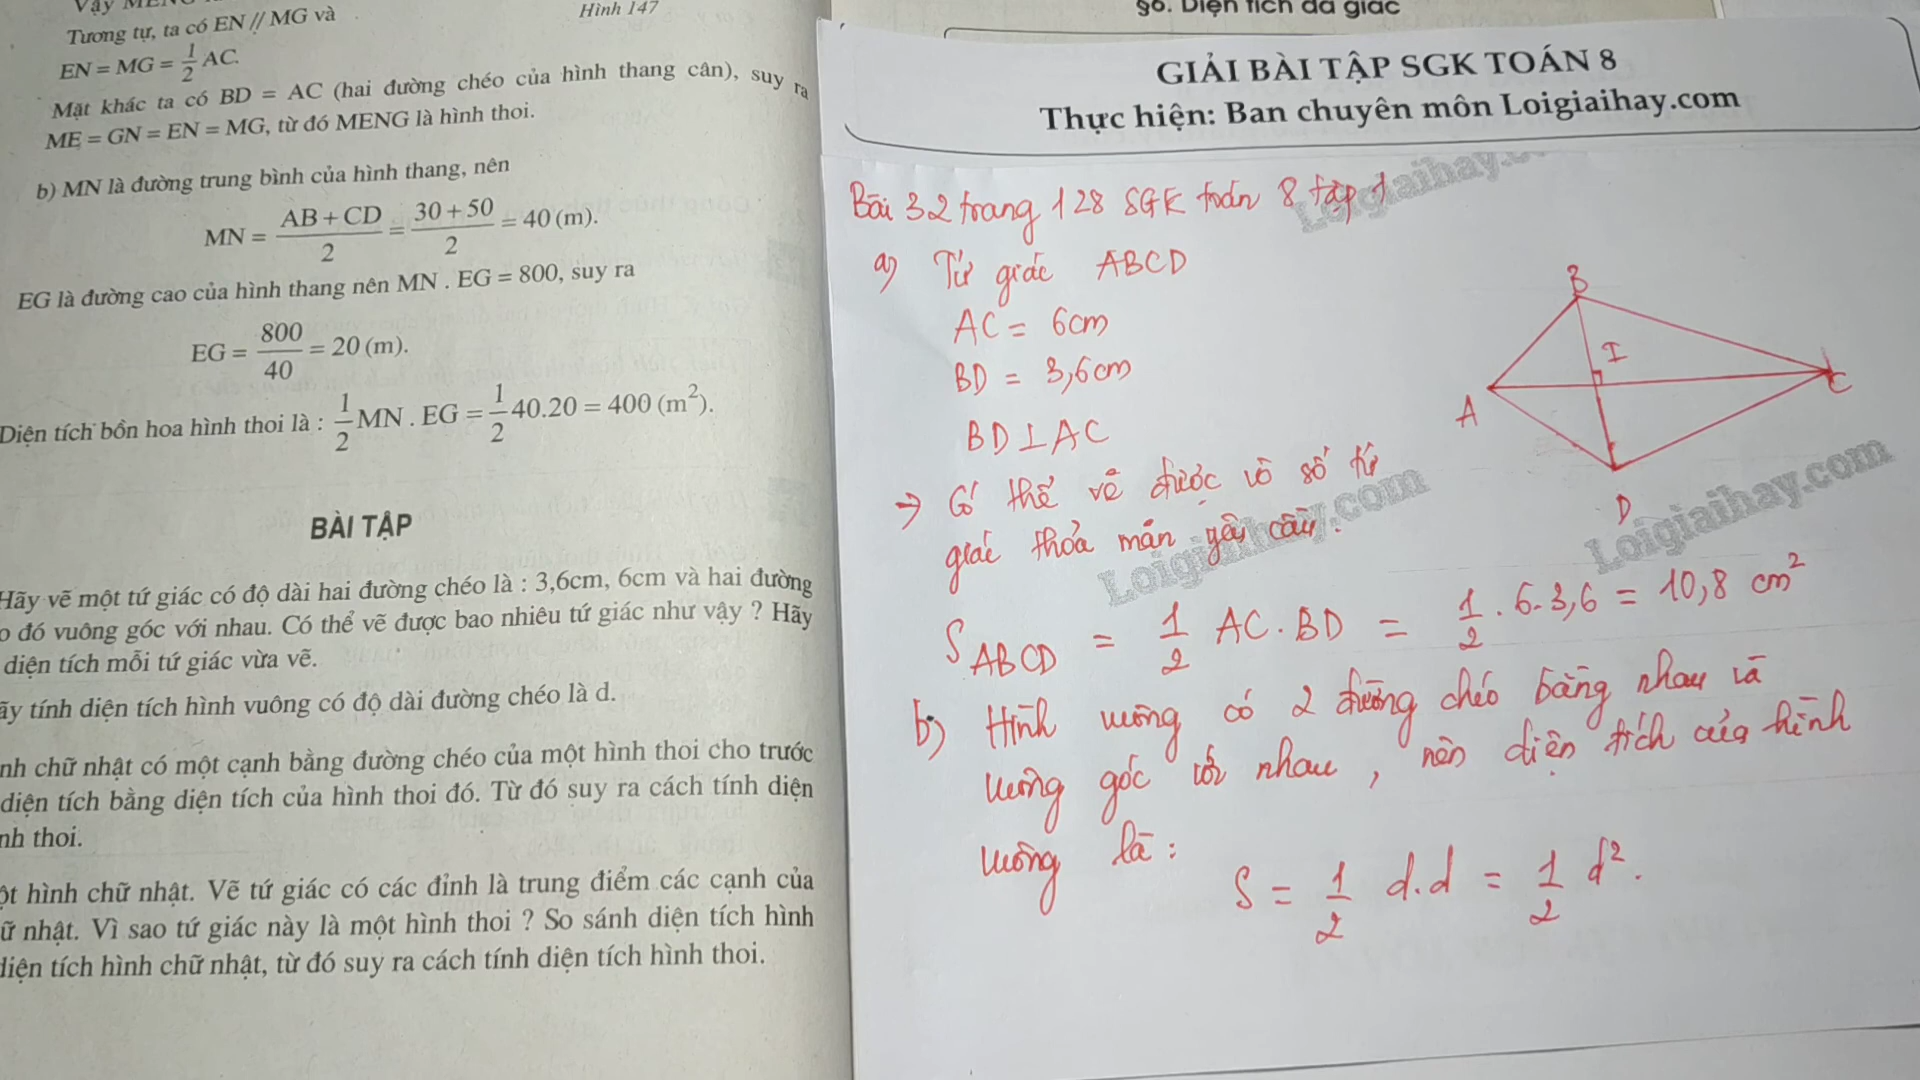 Tương tự, ta có EN // MG và
Hình 147
EN = MG = 1/2 AC.
Mặt khác ta có BD = AC (hai đường chéo của hình thang cân), suy ra
ME = GN = EN = MG, từ đó MENG là hình thoi.
b) MN là đường trung bình của hình thang, nên
MN = (AB + CD)/2 = (30 + 50)/2 = 40 (m).
EG là đường cao của hình thang nên MN . EG = 800, suy ra
EG = 800/40 = 20 (m).
Diện tích bồn hoa hình thoi là : 1/2 MN . EG = 1/2 40.20 = 400 (m²).
BÀI TẬP
Hãy vẽ một tứ giác có độ dài hai đường chéo là : 3,6cm, 6cm và hai đường
đó vuông góc với nhau. Có thể vẽ được bao nhiêu tứ giác như vậy ? Hãy
diện tích mỗi tứ giác vừa vẽ.
tính diện tích hình vuông có độ dài đường chéo là d.
chữ nhật có một cạnh bằng đường chéo của một hình thoi cho trước
diện tích bằng diện tích của hình thoi đó. Từ đó suy ra cách tính diện
thoi.
hình chữ nhật. Vẽ tứ giác có các đỉnh là trung điểm các cạnh của
nhật. Vì sao tứ giác này là một hình thoi ? So sánh diện tích hình
diện tích hình chữ nhật, từ đó suy ra cách tính diện tích hình thoi.
§6. Diện tích đa giác
GIẢI BÀI TẬP SGK TOÁN 8
Thực hiện: Ban chuyên môn Loigiaihay.com
Loigiaihay.com
Bài 32 trang 128 SGK toán 8 tập 1
a) Tứ giác ABCD
AC = 6cm
BD = 3,6cm
BD ⊥ AC
B
I
A
C
D
→ Có thể vẽ được vô số tứ
giác thỏa mãn yêu cầu.
Loigiaihay.com
Loigiaihay.com
S ABCD = 1/2 AC . BD = 1/2 . 6 . 3,6 = 10,8 cm²
b) Hình vuông có 2 đường chéo bằng nhau và
vuông góc với nhau, nên diện tích của hình
vuông là :
S = 1/2 d.d = 1/2 d².